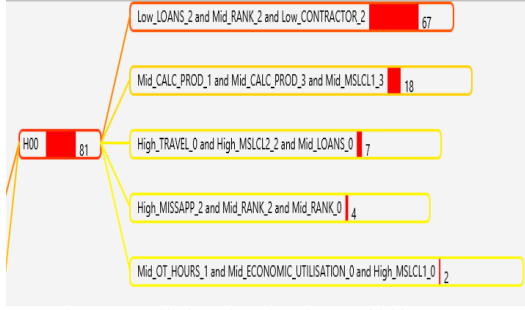 Low_LOANS_2 and Mid_RANK_2 and Low_CONTRACTOR_2 67
Mid_CALC_PROD_1 and Mid_CALC_PROD_3 and Mid_MSLCL1_3 18
H00 81
High_TRAVEL_0 and High_MSLCL2_2 and Mid_LOANS_0 7
High_MISSAPP_2 and Mid_RANK_2 and Mid_RANK_0 4
Mid_OT_HOURS_1 and Mid_ECONOMIC_UTILISATION_0 and High_MSLCL1_0 2